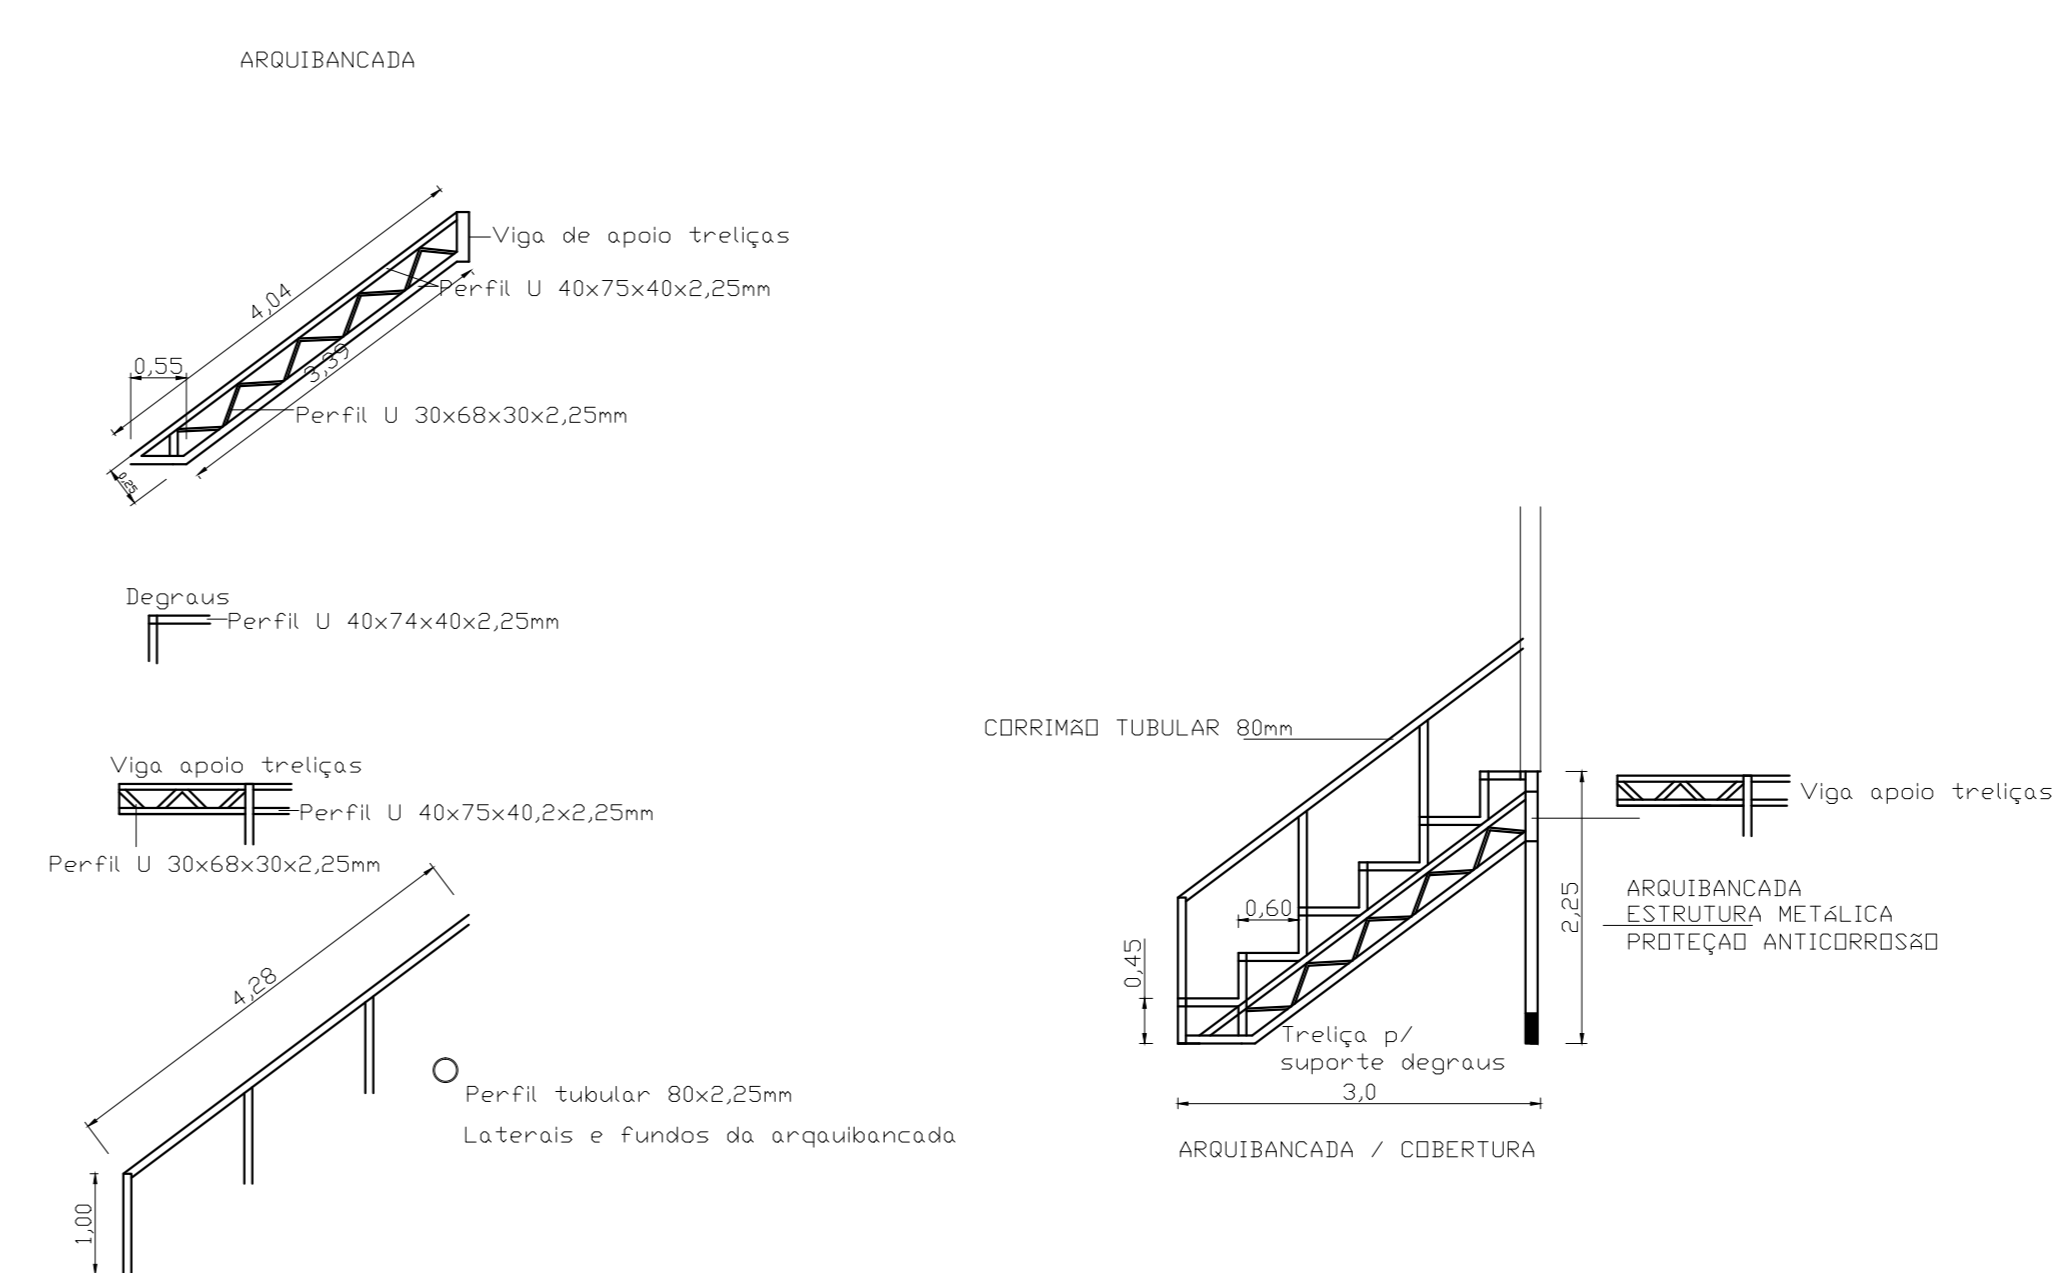 ARQUIBANCADA
Viga de apoio treliças
Perfil U 40x75x40x2,25mm
4,04
3,39
0,55
Perfil U 30x68x30x2,25mm
0,25
Degraus
Perfil U 40x74x40x2,25mm
Viga apoio treliças
Perfil U 40x75x40,2x2,25mm
Perfil U 30x68x30x2,25mm
4,28
Perfil tubular 80x2,25mm
Laterais e fundos da arqauibancada
1,00
CORRIMãO TUBULAR 80mm
Viga apoio treliças
0,60
0,45
2,25
ARQUIBANCADA
ESTRUTURA METáLICA
PROTEÇAO ANTICORROSãO
Treliça p/
suporte degraus
3,0
ARQUIBANCADA / COBERTURA